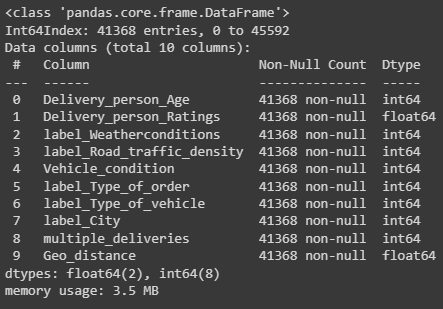 <class 'pandas.core.frame.DataFrame'>
Int64Index: 41368 entries, 0 to 45592
Data columns (total 10 columns):
 #   Column                      Non-Null Count  Dtype
---  ------                      --------------  -----
 0   Delivery_person_Age         41368 non-null  int64
 1   Delivery_person_Ratings     41368 non-null  float64
 2   label_Weatherconditions     41368 non-null  int64
 3   label_Road_traffic_density  41368 non-null  int64
 4   Vehicle_condition           41368 non-null  int64
 5   label_Type_of_order         41368 non-null  int64
 6   label_Type_of_vehicle       41368 non-null  int64
 7   label_City                  41368 non-null  int64
 8   multiple_deliveries         41368 non-null  int64
 9   Geo_distance                41368 non-null  float64
dtypes: float64(2), int64(8)
memory usage: 3.5 MB